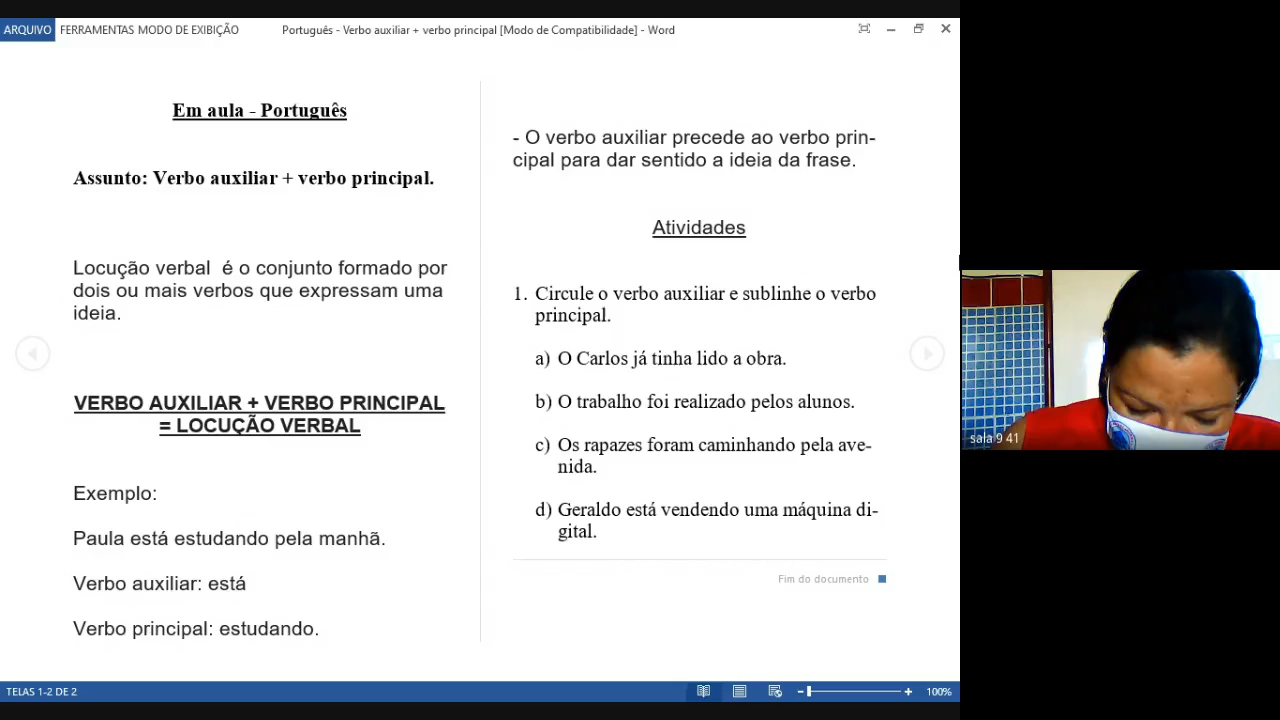 ARQUIVO FERRAMENTAS MODO DE EXIBIÇÃO Português - Verbo auxiliar + verbo principal [Modo de Compatibilidade] - Word
Em aula - Português
Assunto: Verbo auxiliar + verbo principal.
Locução verbal é o conjunto formado por
dois ou mais verbos que expressam uma
ideia.
VERBO AUXILIAR + VERBO PRINCIPAL
= LOCUÇÃO VERBAL
Exemplo:
Paula está estudando pela manhã.
Verbo auxiliar: está
Verbo principal: estudando.
- O verbo auxiliar precede ao verbo prin-
cipal para dar sentido a ideia da frase.
Atividades
1. Circule o verbo auxiliar e sublinhe o verbo
principal.
a) O Carlos já tinha lido a obra.
b) O trabalho foi realizado pelos alunos.
c) Os rapazes foram caminhando pela ave-
nida.
d) Geraldo está vendendo uma máquina di-
gital.
Fim do documento
sala 9 41
TELAS 1-2 DE 2
100%